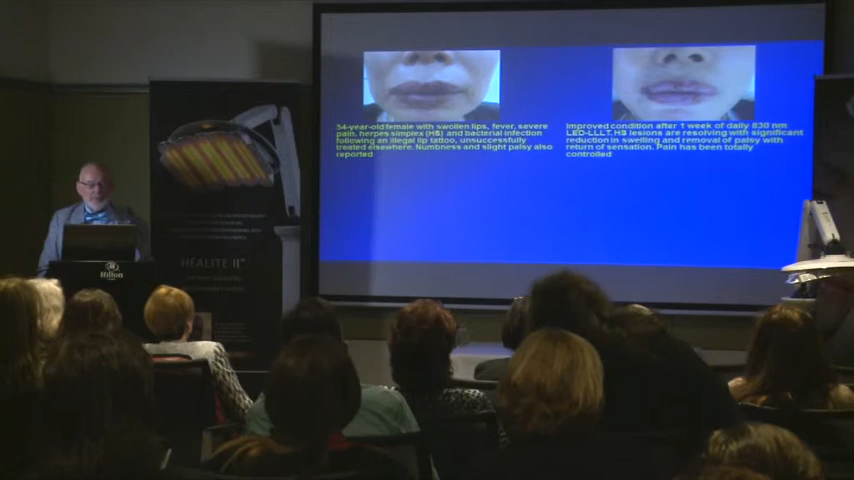 54-year-old female with swollen lips, fever, severe
pain, herpes simplex (HS) and bacterial infection
following an illegal lip tattoo, unsuccessfully
treated elsewhere. Numbness and slight palsy also
reported
Improved condition after 1 week of daily 830 nm
LED-LLLT. HS lesions are resolving with significant
reduction in swelling and removal of palsy with
return of sensation. Pain has been totally
controlled
HEALITE II™
Hilton